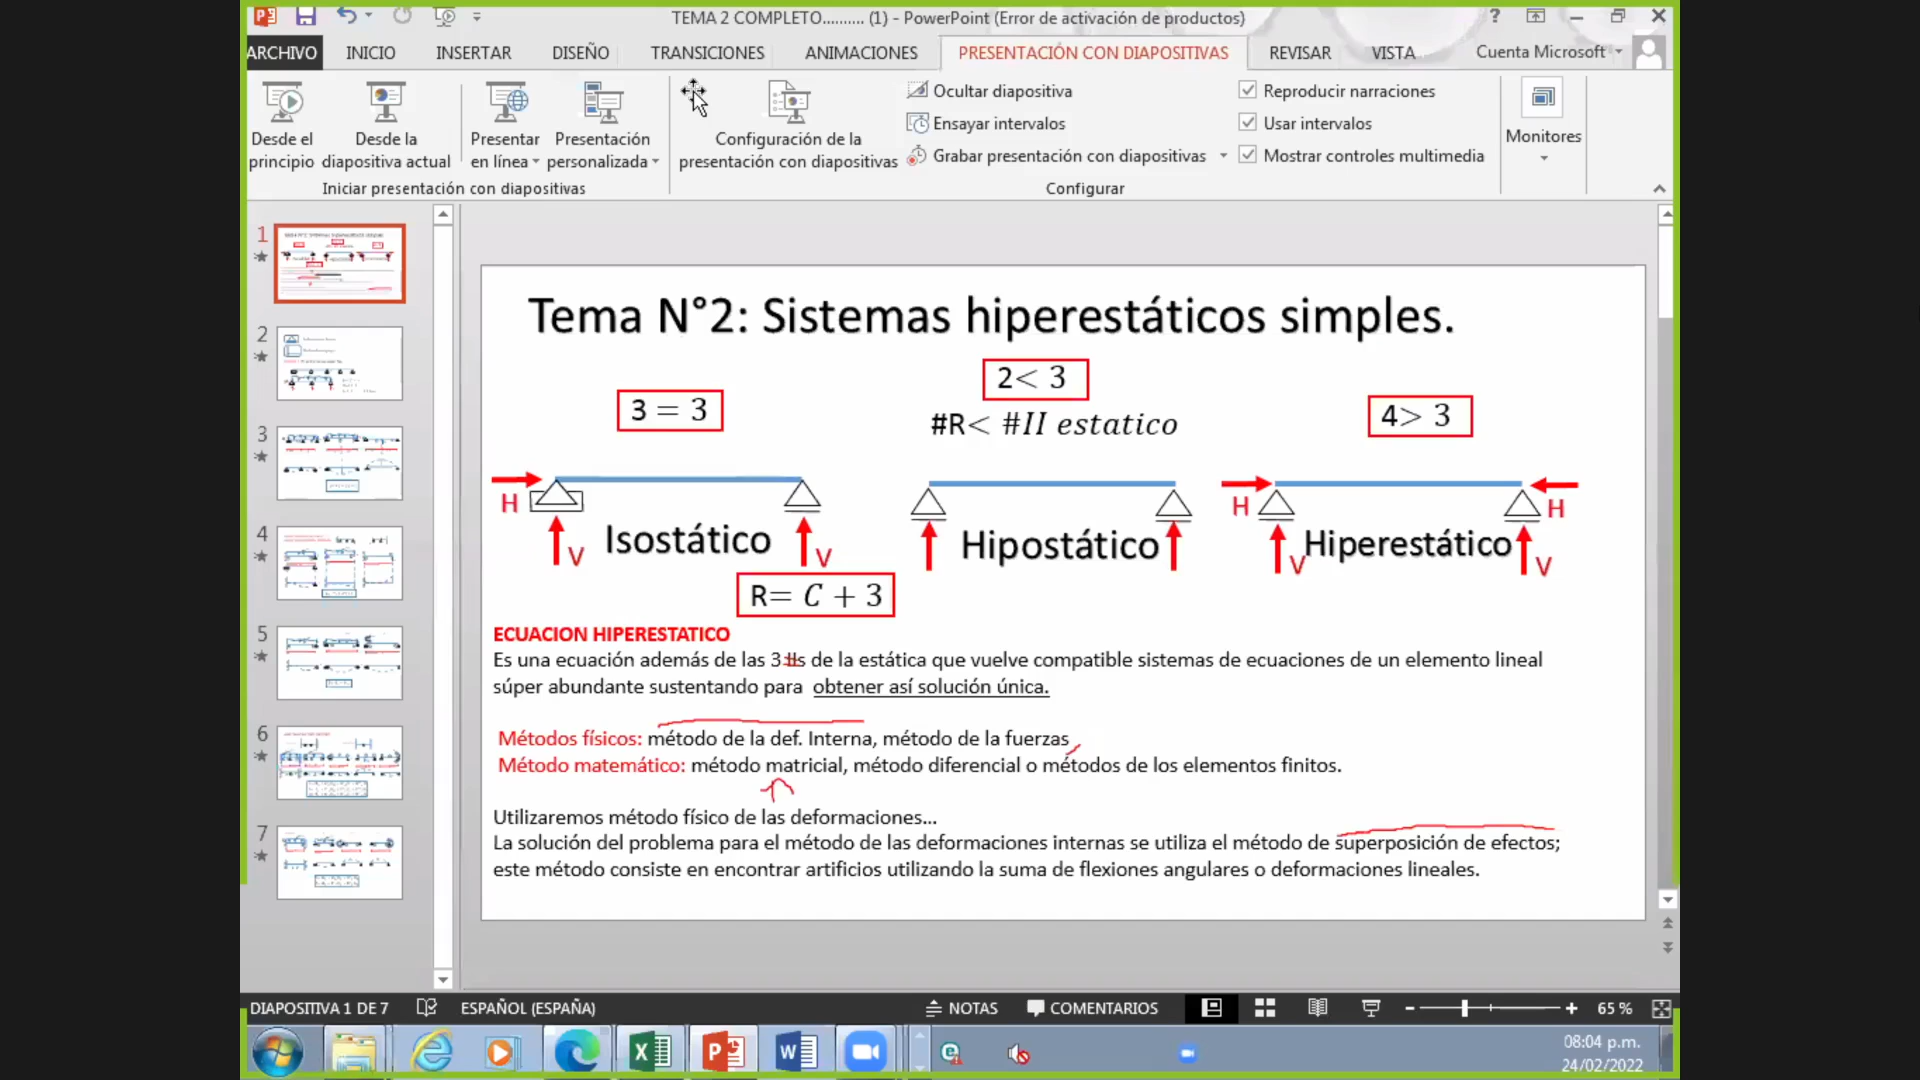 TEMA 2 COMPLETO.......... (1) - PowerPoint (Error de activación de productos)
ARCHIVO INICIO INSERTAR DISEÑO TRANSICIONES ANIMACIONES PRESENTACIÓN CON DIAPOSITIVAS REVISAR VISTA Cuenta Microsoft
Desde el principio
Desde la diapositiva actual
Presentar en línea
Presentación personalizada
Iniciar presentación con diapositivas
Configuración de la presentación con diapositivas
Ocultar diapositiva
Ensayar intervalos
Grabar presentación con diapositivas
Reproducir narraciones
Usar intervalos
Mostrar controles multimedia
Configurar
Monitores
1
2
3
4
5
6
7
Tema N°2: Sistemas hiperestáticos simples.
3 = 3
2< 3
#R< #II estatico
4> 3
H
V
Isostático
V
R= C + 3
Hipostático
H
V
Hiperestático
H
V
ECUACION HIPERESTATICO
Es una ecuación además de las 3 lls de la estática que vuelve compatible sistemas de ecuaciones de un elemento lineal
súper abundante sustentando para obtener así solución única.
Métodos físicos: método de la def. Interna, método de la fuerzas
Método matemático: método matricial, método diferencial o métodos de los elementos finitos.
Utilizaremos método físico de las deformaciones...
La solución del problema para el método de las deformaciones internas se utiliza el método de superposición de efectos;
este método consiste en encontrar artificios utilizando la suma de flexiones angulares o deformaciones lineales.
DIAPOSITIVA 1 DE 7 ESPAÑOL (ESPAÑA) NOTAS COMENTARIOS 65 %
08:04 p.m.
24/02/2022